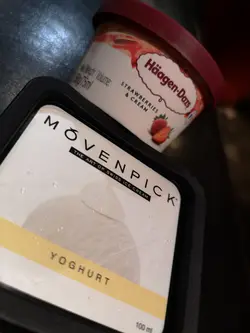 Häagen-Dazs
STRAWBERRIES
& CREAM
MÖVENPICK
THE ART OF SWISS ICE CREAM
YOGHURT
100 ml